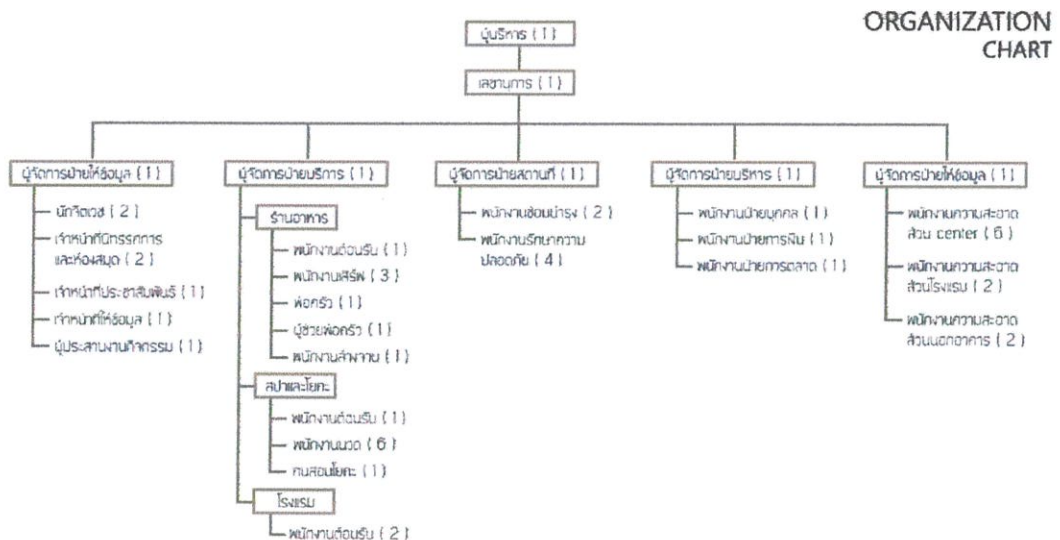 ORGANIZATION
CHART
ผู้บริหาร ( 1 )
เลขานุการ ( 1 )
ผู้จัดการฝ่ายให้ข้อมูล ( 1 )
นักจิตเวช ( 2 )
เจ้าหน้าที่นิทรรศการ
และห้องสมุด ( 2 )
เจ้าหน้าที่ประชาสัมพันธ์ ( 1 )
เจ้าหน้าที่ให้ข้อมูล ( 1 )
ผู้ประสานงานกิจกรรม ( 1 )
ผู้จัดการฝ่ายบริการ ( 1 )
ร้านอาหาร
พนักงานต้อนรับ ( 1 )
พนักงานเสิร์ฟ ( 3 )
พ่อครัว ( 1 )
ผู้ช่วยพ่อครัว ( 1 )
พนักงานล้างจาน ( 1 )
สปาและโยคะ
พนักงานต้อนรับ ( 1 )
พนักงานนวด ( 6 )
คนสอนโยคะ ( 1 )
โรงแรม
พนักงานต้อนรับ ( 2 )
ผู้จัดการฝ่ายสถานที่ ( 1 )
พนักงานซ่อมบำรุง ( 2 )
พนักงานรักษาความ
ปลอดภัย ( 4 )
ผู้จัดการฝ่ายบริหาร ( 1 )
พนักงานฝ่ายบุคคล ( 1 )
พนักงานฝ่ายการเงิน ( 1 )
พนักงานฝ่ายการตลาด ( 1 )
ผู้จัดการฝ่ายให้ข้อมูล ( 1 )
พนักงานความสะอาด
ส่วน center ( 6 )
พนักงานความสะอาด
ส่วนโรงแรม ( 2 )
พนักงานความสะอาด
ส่วนนอกอาคาร ( 2 )